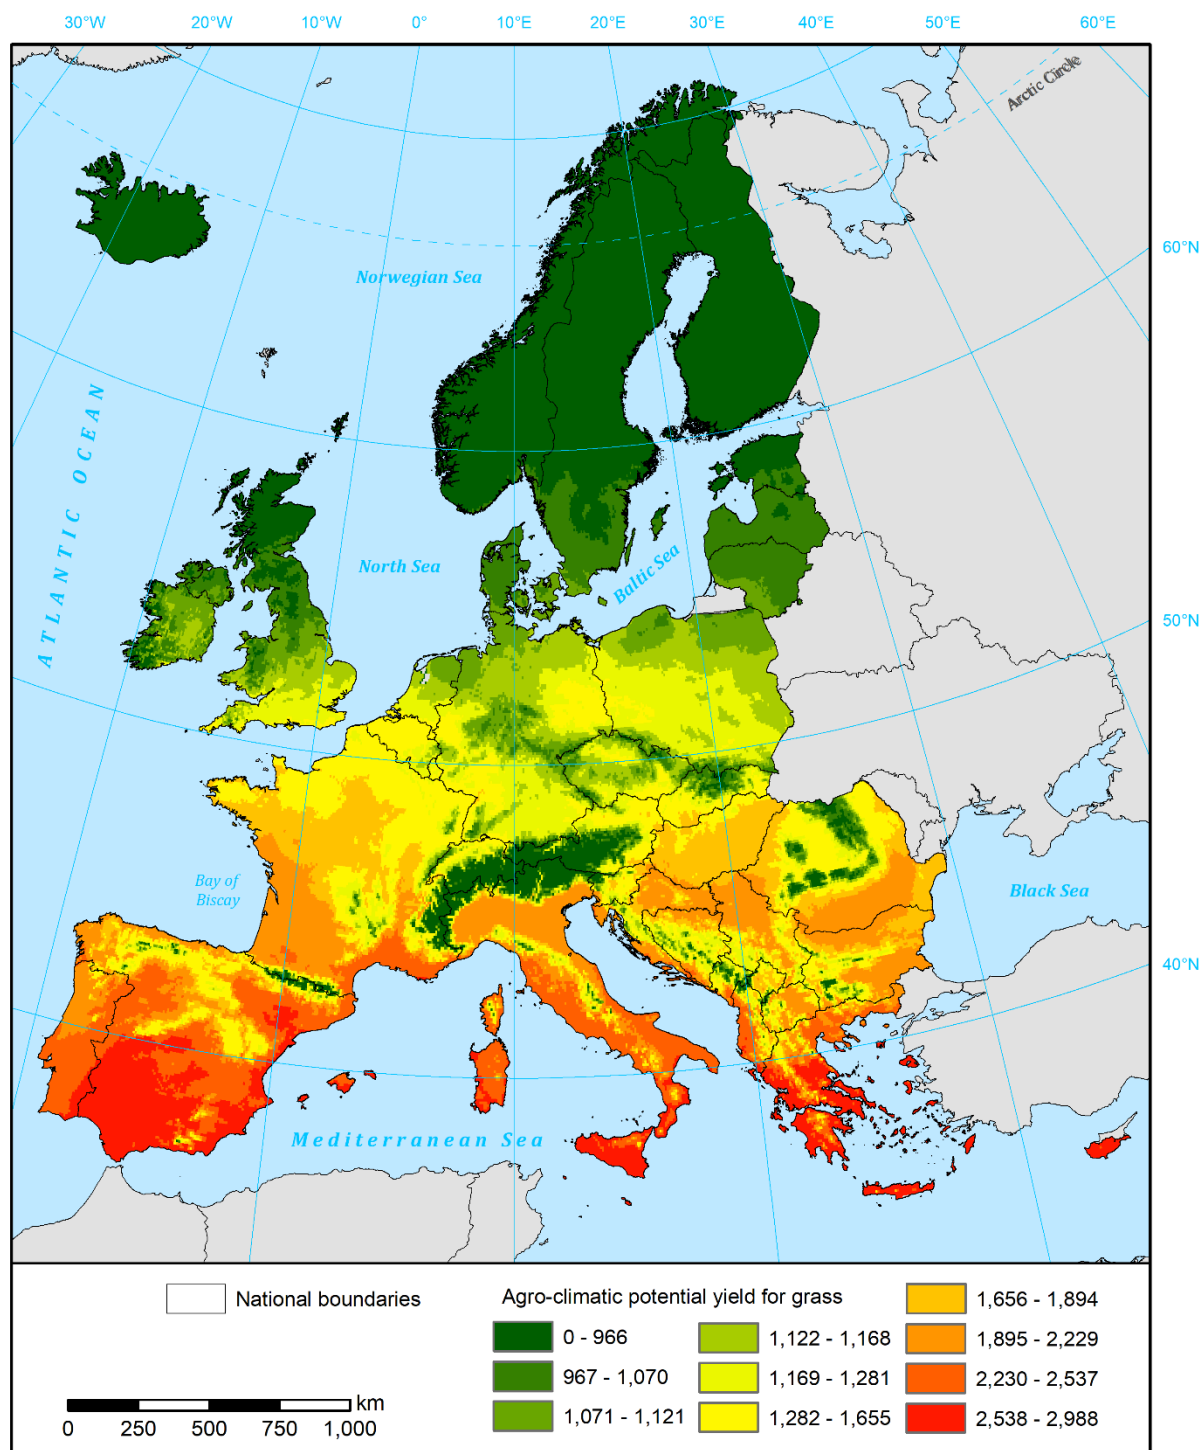 30°W 20°W 10°W 0° 10°E 20°E 30°E 40°E 50°E 60°E
Arctic Circle
60°N
Norwegian Sea
ATLANTIC OCEAN
North Sea
Baltic Sea
50°N
Bay of
Biscay
Black Sea
40°N
Mediterranean Sea
National boundaries
Agro-climatic potential yield for grass
0 - 966
967 - 1,070
1,071 - 1,121
1,122 - 1,168
1,169 - 1,281
1,282 - 1,655
1,656 - 1,894
1,895 - 2,229
2,230 - 2,537
2,538 - 2,988
km
0 250 500 750 1,000